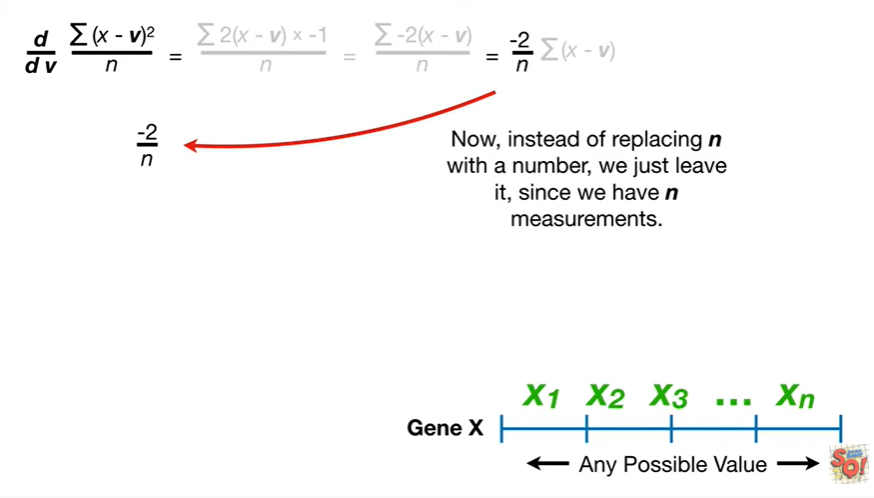 d/dv ∑(x - v)²/n = ∑ 2(x - v) × -1/n = ∑ -2(x - v)/n = -2/n ∑(x - v)
-2/n
Now, instead of replacing n
with a number, we just leave
it, since we have n
measurements.
x1 x2 x3 ... xn
Gene X
Any Possible Value
SQ!